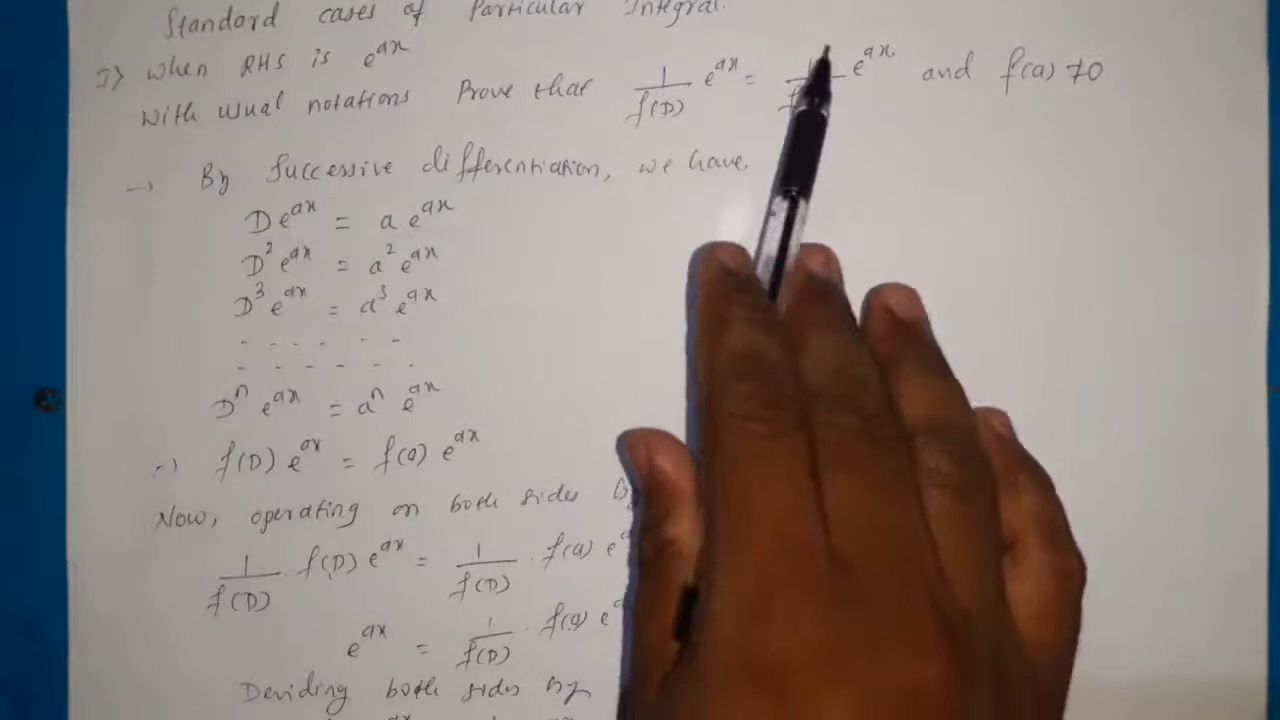 Standard cases of Particular Integral.
I) when RHS is e^ax
with usual notations Prove that 1/f(D) e^ax = 1/f e^ax and f(a) ≠ 0
→ By Successive differentiation, we have
D e^ax = a e^ax
D^2 e^ax = a^2 e^ax
D^3 e^ax = a^3 e^ax
- - - - - -
- - - - - -
D^n e^ax = a^n e^ax
→ f(D) e^ax = f(a) e^ax
Now, operating on both sides
1/f(D) . f(D) e^ax = 1/f(D) . f(a) e^a
e^ax = 1/f(D) . f(a) e^a
Deviding both sides by